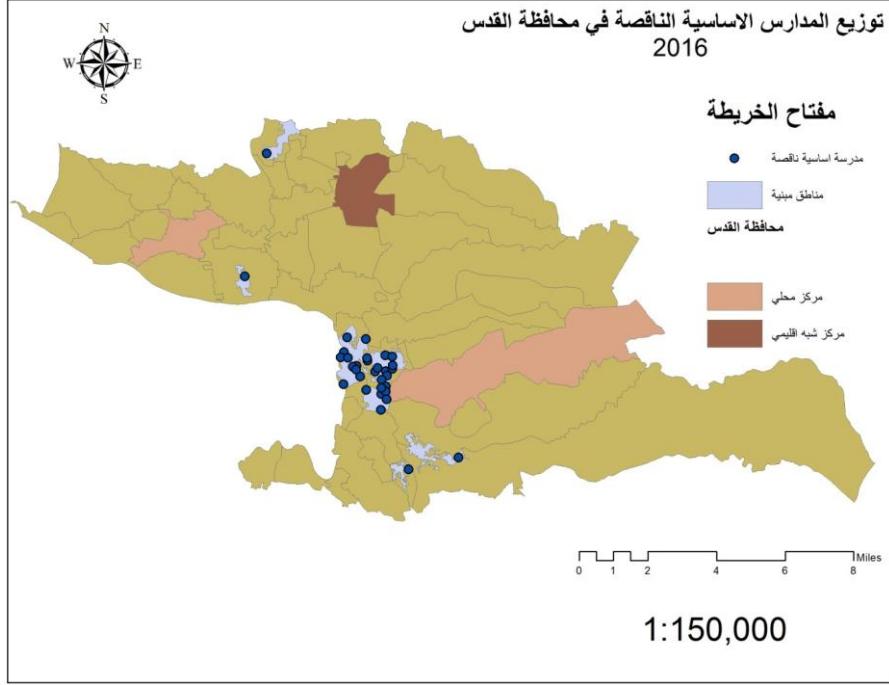 توزيع المدارس الاساسية الناقصة في محافظة القدس
2016
N
W E
S
مفتاح الخريطة
مدرسة اساسية ناقصة
مناطق مبنية
محافظة القدس
مركز محلي
مركز شبه اقليمي
Miles
0 1 2 4 6 8
1:150,000